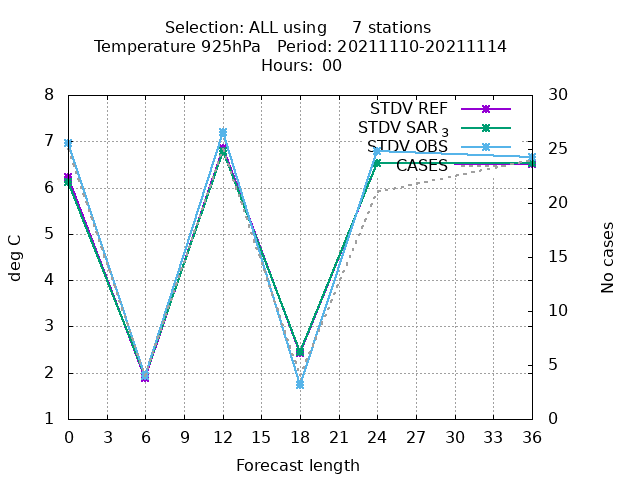 Selection: ALL using 7 stations
Temperature 925hPa Period: 20211110-20211114
Hours: 00
8
7
6
5
4
3
2
1
deg C
30
25
20
15
10
5
0
No cases
STDV REF
STDV SAR 3
STDV OBS
CASES
0 3 6 9 12 15 18 21 24 27 30 33 36
Forecast length